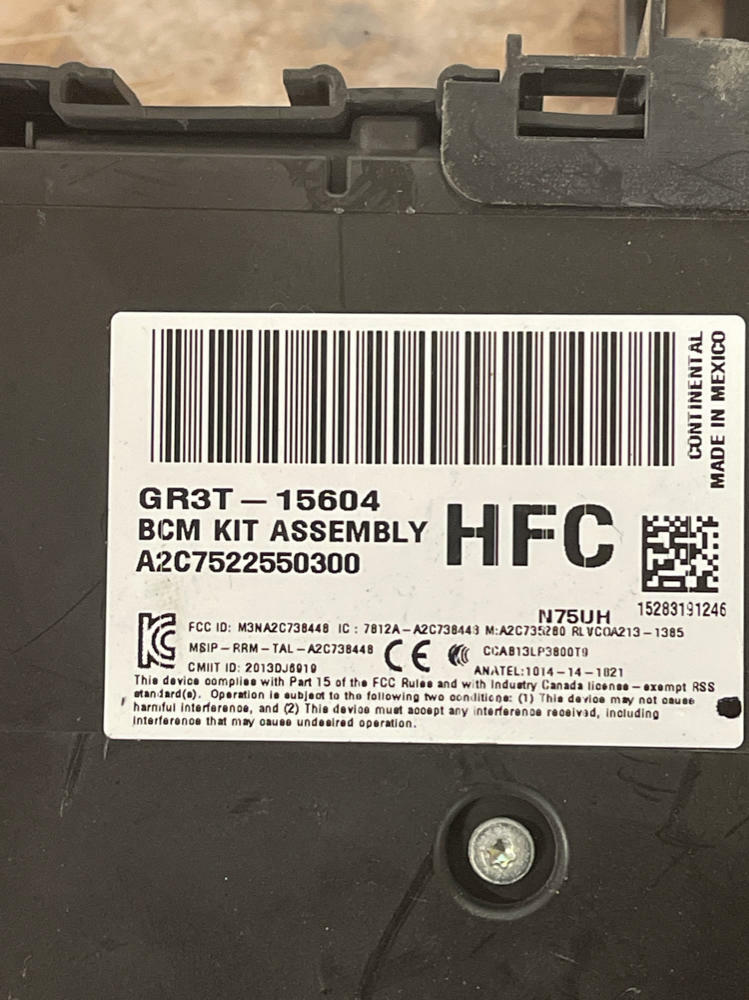 CONTINENTAL
MADE IN MEXICO
GR3T-15604
BCM KIT ASSEMBLY
A2C7522550300
HFC
15283191246
N75UH
FCC ID: M3NA2C738448 IC: 7812A-A2C738448 M:A2C735280 RLVCOA213-1385
MSIP-RRM-TAL-A2C738448
CE
CCAB13LP3800T9
CMIIT ID: 2013DJ6919
ANATEL:1014-14-1021
This device complies with Part 15 of the FCC Rules and with Industry Canada license-exempt RSS
standard(s). Operation is subject to the following two conditions: (1) This device may not cause
harmful interference, and (2) This device must accept any interference received, including
interference that may cause undesired operation.